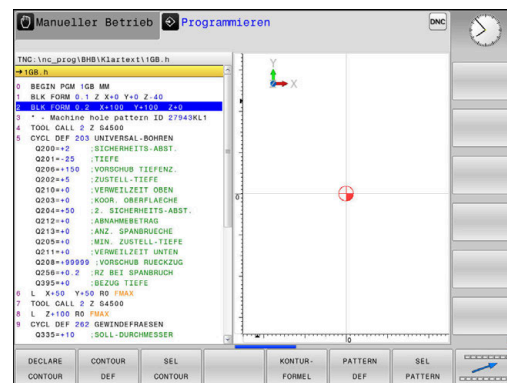 Manueller Betrieb Programmieren DNC
TNC:\nc_prog\BHB\Klartext\1GB.h
→1GB.h
0 BEGIN PGM 1GB MM
1 BLK FORM 0.1 Z X+0 Y+0 Z-40
2 BLK FORM 0.2 X+100 Y+100 Z+0
3 * - Machine hole pattern ID 27943KL1
4 TOOL CALL 2 Z S4500
5 CYCL DEF 203 UNIVERSAL-BOHREN
Q200=+2 ;SICHERHEITS-ABST.
Q201=-25 ;TIEFE
Q206=+150 ;VORSCHUB TIEFENZ.
Q202=+5 ;ZUSTELL-TIEFE
Q210=+0 ;VERWEILZEIT OBEN
Q203=+0 ;KOOR. OBERFLAECHE
Q204=+50 ;2. SICHERHEITS-ABST.
Q212=+0 ;ABNAHMEBETRAG
Q213=+0 ;ANZ. SPANBRUECHE
Q205=+0 ;MIN. ZUSTELL-TIEFE
Q211=+0 ;VERWEILZEIT UNTEN
Q208=+99999 ;VORSCHUB RUECKZUG
Q256=+0.2 ;RZ BEI SPANBRUCH
Q395=+0 ;BEZUG TIEFE
6 L X+50 Y+50 R0 FMAX
7 TOOL CALL 2 Z S4500
8 L Z+100 R0 FMAX
9 CYCL DEF 262 GEWINDEFRAESEN
Q335=+10 ;SOLL-DURCHMESSER
Y
X
0
0
DECLARE CONTOUR
CONTOUR DEF
SEL CONTOUR
KONTUR-FORMEL
PATTERN DEF
SEL PATTERN